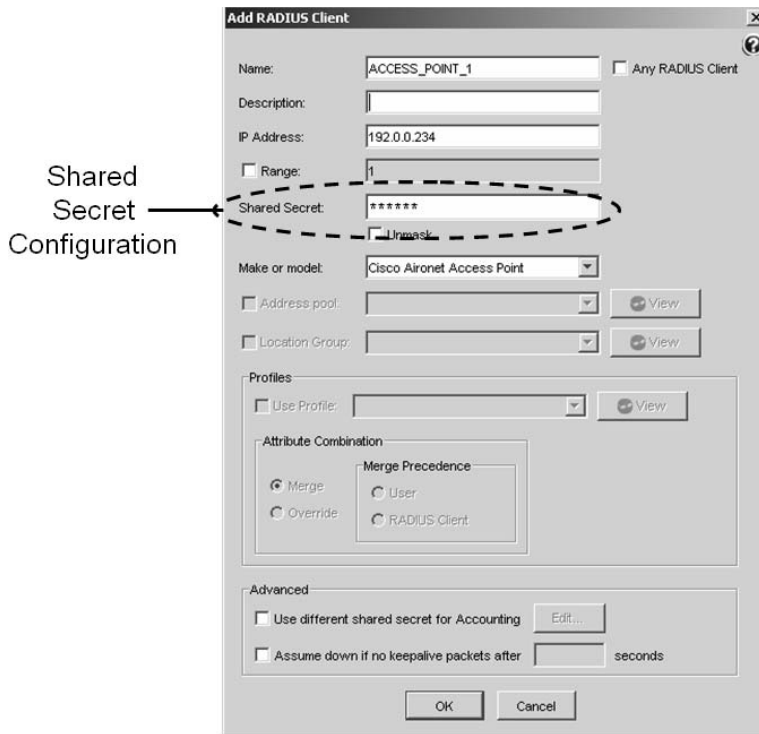 Add RADIUS Client
Name: ACCESS_POINT_1 Any RADIUS Client
Description:
IP Address: 192.0.0.234
Range: 1
Shared Secret Configuration
Shared Secret: ******
Unmask
Make or model: Cisco Aironet Access Point
Address pool: View
Location Group: View
Profiles
Use Profile: View
Attribute Combination
Merge Precedence
Merge
User
Override
RADIUS Client
Advanced
Use different shared secret for Accounting Edit...
Assume down if no keepalive packets after seconds
OK Cancel